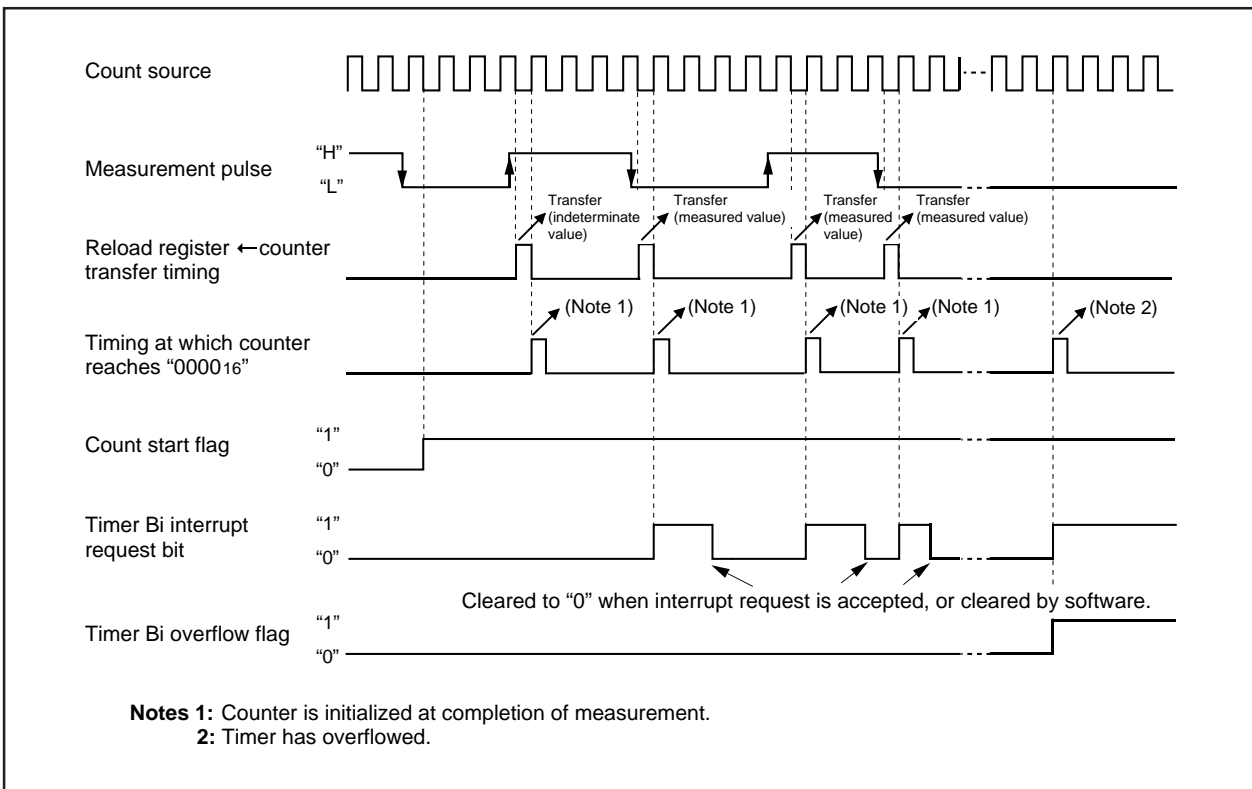 Count source
Measurement pulse
“H”
“L”
Transfer
(indeterminate
value)
Transfer
(measured value)
Transfer
(measured
value)
Transfer
(measured value)
Reload register ←counter
transfer timing
(Note 1)
(Note 1)
(Note 1)
(Note 1)
(Note 2)
Timing at which counter
reaches “000016”
Count start flag
“1”
“0”
Timer Bi interrupt
request bit
“1”
“0”
Cleared to “0” when interrupt request is accepted, or cleared by software.
Timer Bi overflow flag
“1”
“0”
Notes 1: Counter is initialized at completion of measurement.
2: Timer has overflowed.